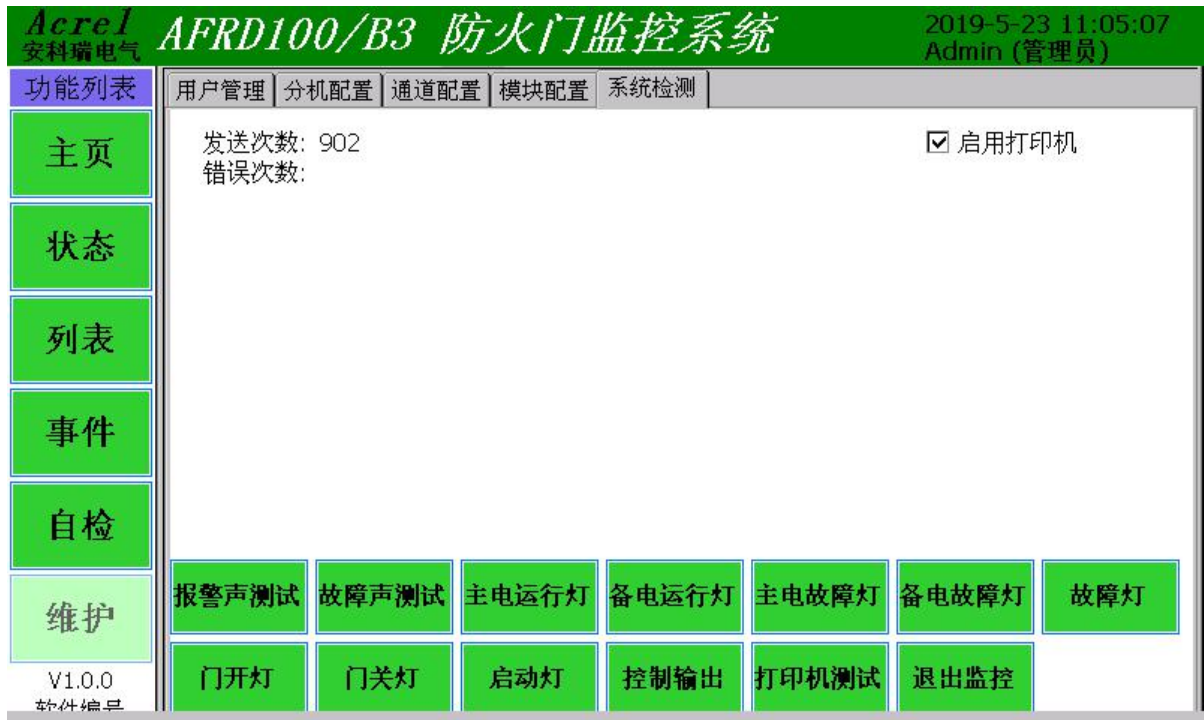 Acrel
安科瑞电气
AFRD100/B3 防火门监控系统
2019-5-23 11:05:07
Admin (管理员)
功能列表
主页
状态
列表
事件
自检
维护
V1.0.0
软件编号
用户管理 分机配置 通道配置 模块配置 系统检测
发送次数: 902
错误次数:
启用打印机
报警声测试 故障声测试 主电运行灯 备电运行灯 主电故障灯 备电故障灯 故障灯
门开灯 门关灯 启动灯 控制输出 打印机测试 退出监控